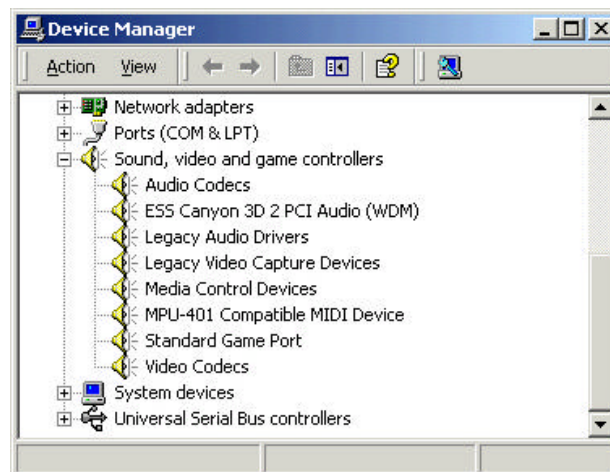 Device Manager
Action View
Network adapters
Ports (COM & LPT)
Sound, video and game controllers
Audio Codecs
ESS Canyon 3D 2 PCI Audio (WDM)
Legacy Audio Drivers
Legacy Video Capture Devices
Media Control Devices
MPU-401 Compatible MIDI Device
Standard Game Port
Video Codecs
System devices
Universal Serial Bus controllers